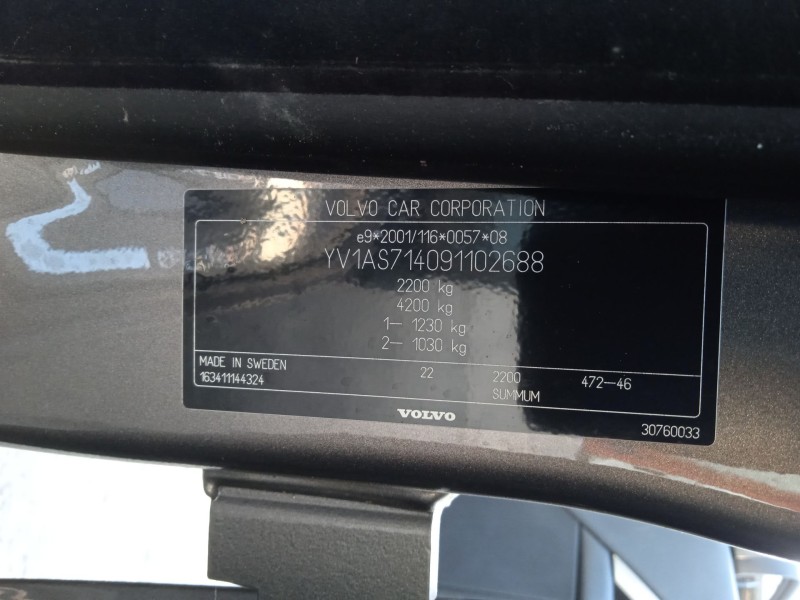 VOLVO CAR CORPORATION
e9*2001/116*0057*08
YV1AS714091102688
2200 kg
4200 kg
1– 1230 kg
2– 1030 kg
MADE IN SWEDEN 22 2200 472–46
163411144324 SUMMUM
VOLVO
30760033